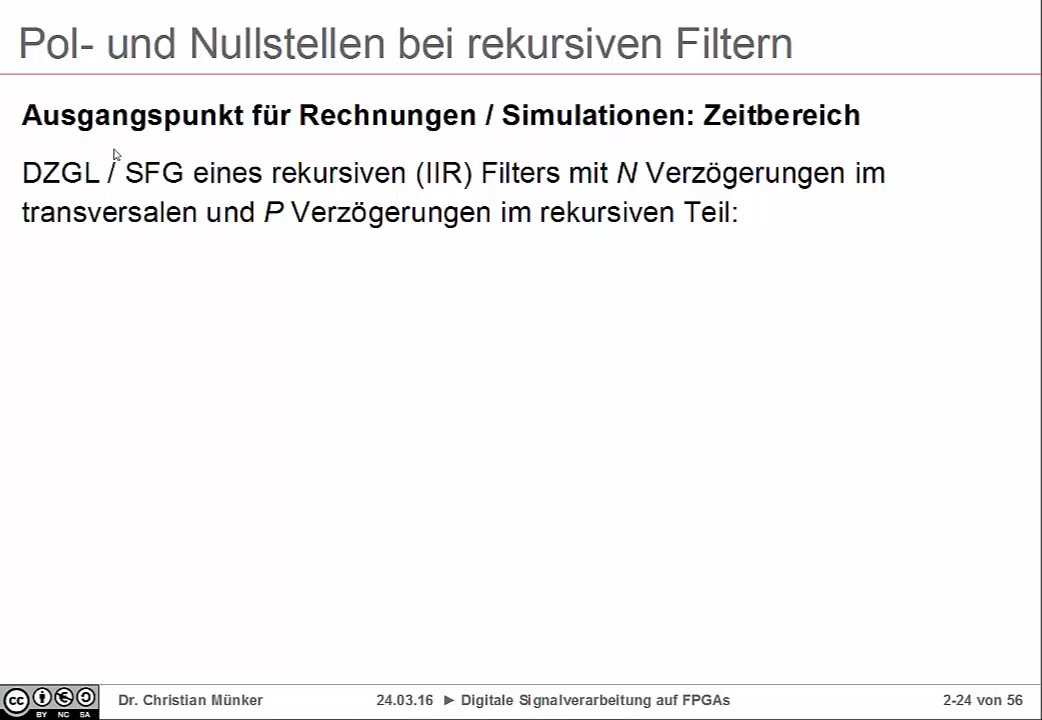 Pol- und Nullstellen bei rekursiven Filtern
Ausgangspunkt für Rechnungen / Simulationen: Zeitbereich
DZGL / SFG eines rekursiven (IIR) Filters mit N Verzögerungen im
transversalen und P Verzögerungen im rekursiven Teil:
cc BY NC SA
Dr. Christian Münker
24.03.16 ► Digitale Signalverarbeitung auf FPGAs
2-24 von 56